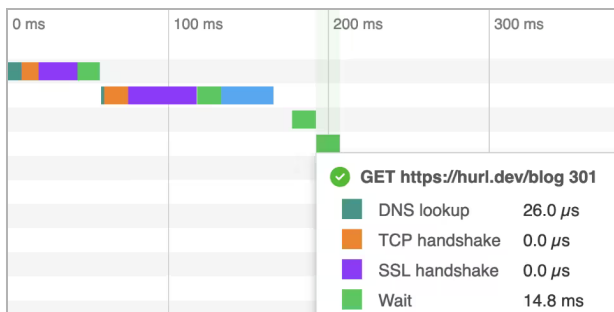 0 ms 100 ms 200 ms 300 ms
GET https://hurl.dev/blog 301
DNS lookup 26.0 µs
TCP handshake 0.0 µs
SSL handshake 0.0 µs
Wait 14.8 ms